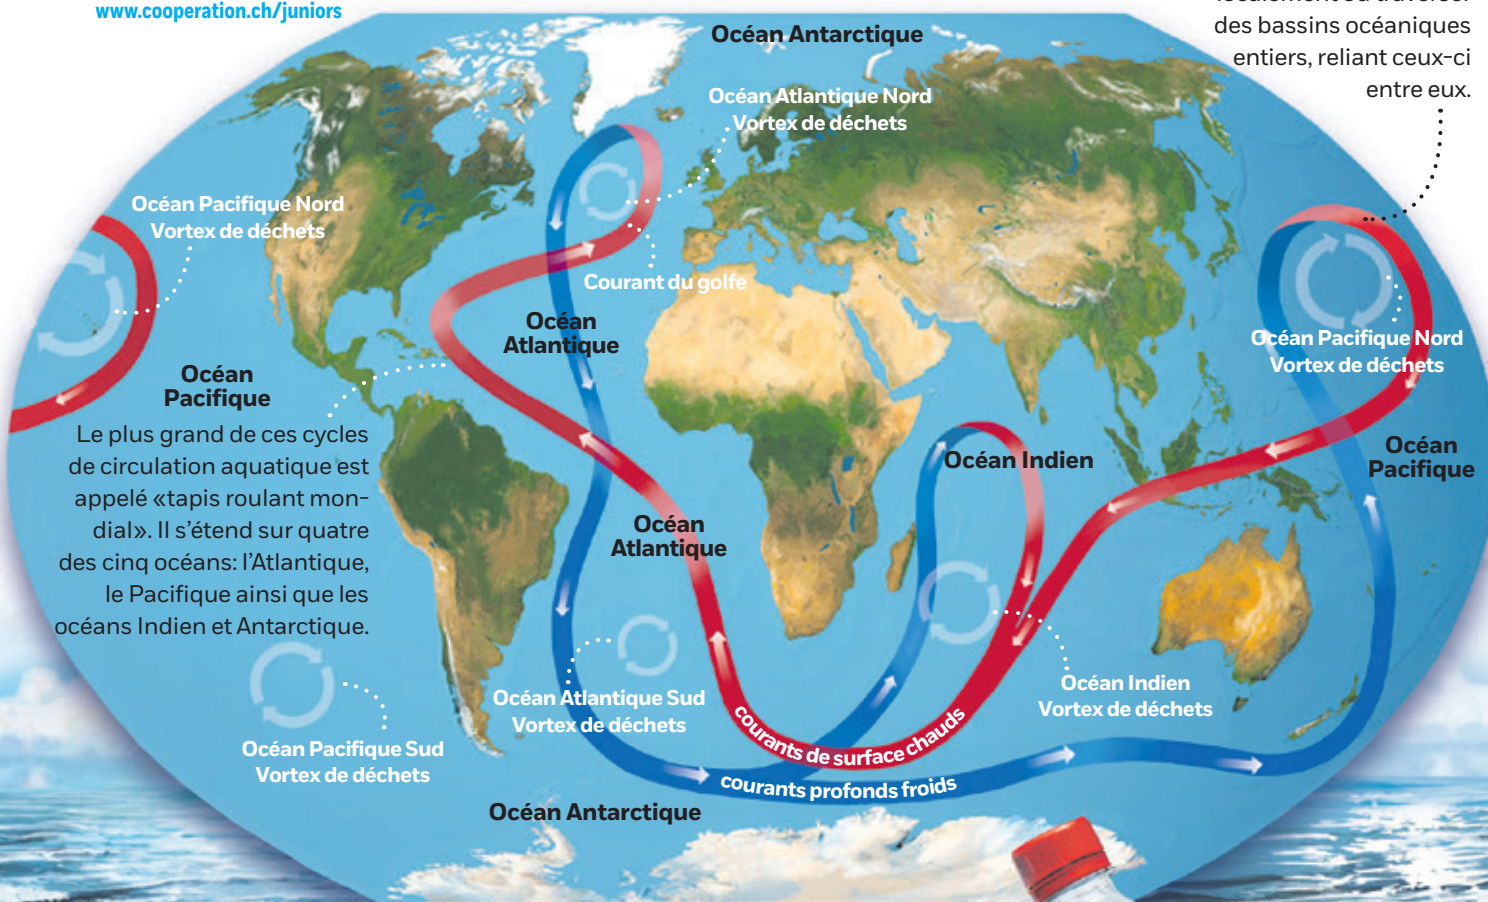 www.cooperation.ch/juniors
des bassins océaniques
entiers, reliant ceux-ci
entre eux.
Océan Antarctique
Océan Atlantique Nord
Vortex de déchets
Océan Pacifique Nord
Vortex de déchets
Courant du golfe
Océan
Atlantique
Océan Pacifique Nord
Vortex de déchets
Océan
Pacifique
Le plus grand de ces cycles
de circulation aquatique est
appelé «tapis roulant mon-
dial». Il s’étend sur quatre
des cinq océans: l’Atlantique,
le Pacifique ainsi que les
océans Indien et Antarctique.
Océan Indien
Océan
Pacifique
Océan
Atlantique
Océan Atlantique Sud
Vortex de déchets
Océan Indien
Vortex de déchets
Océan Pacifique Sud
Vortex de déchets
courants de surface chauds
courants profonds froids
Océan Antarctique